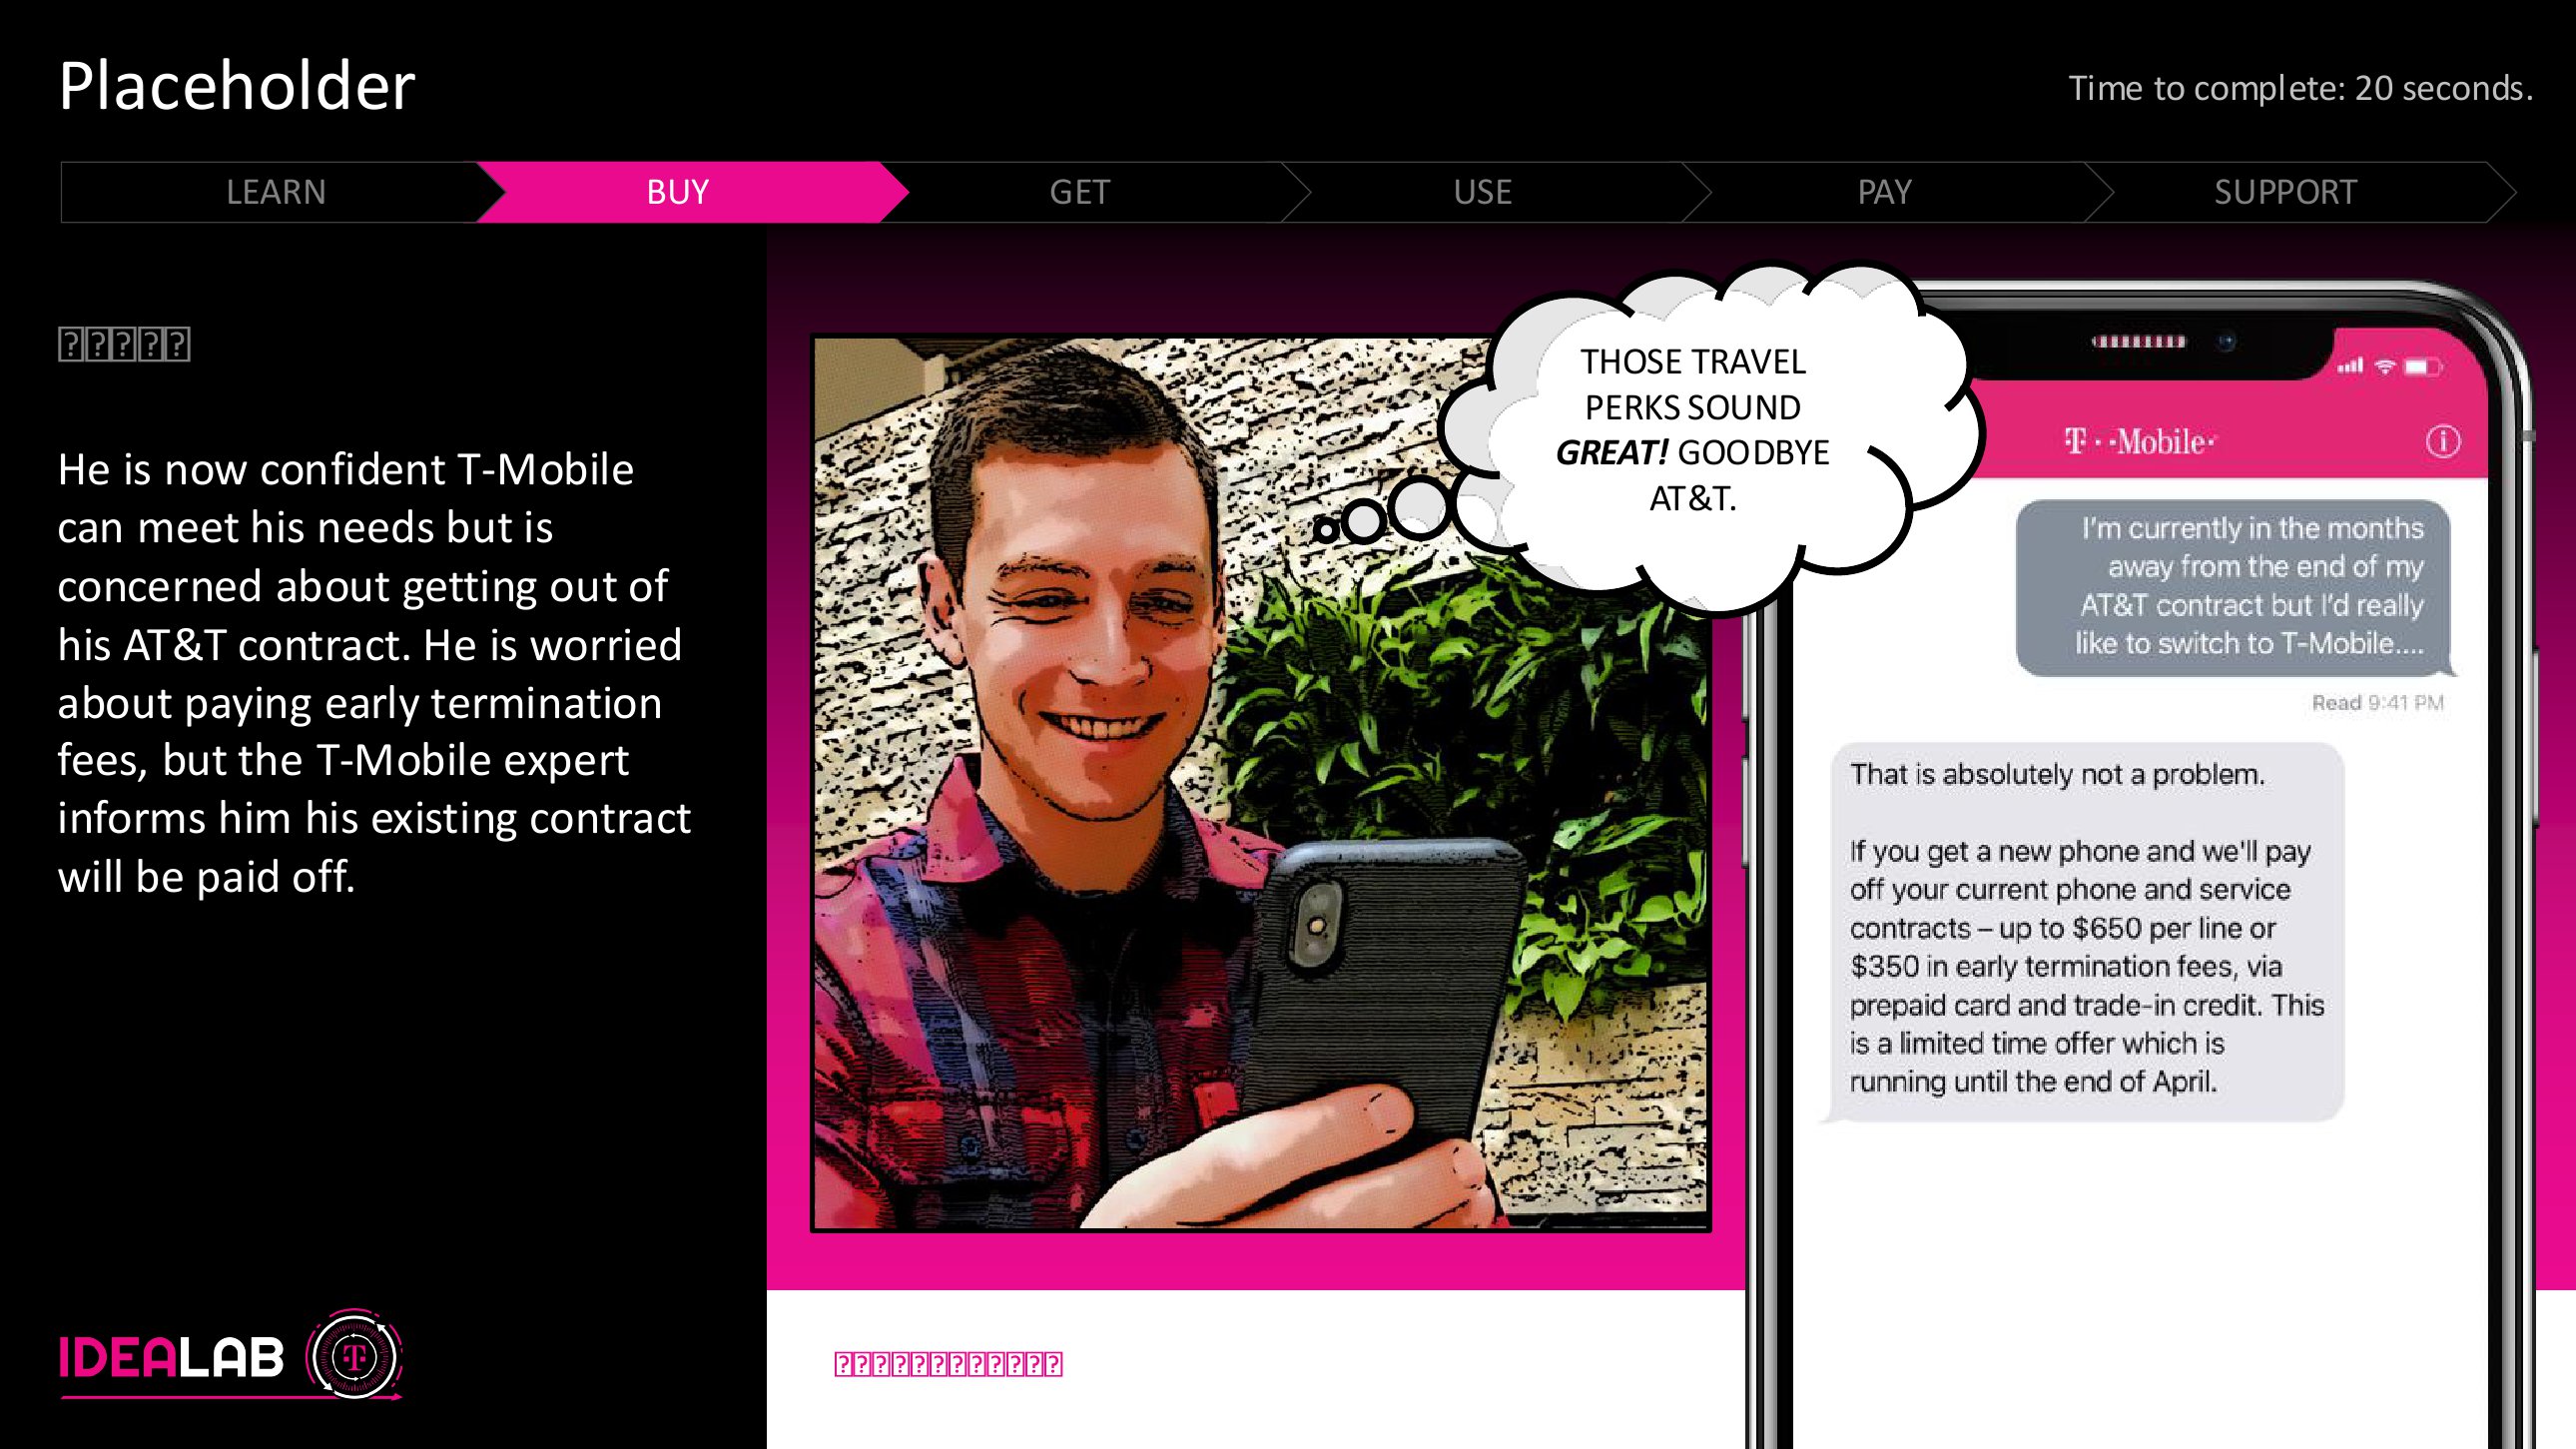 Placeholder
Time to complete: 20 seconds.
LEARN
BUY
GET
USE
PAY
SUPPORT
He is now confident T-Mobile
can meet his needs but is
concerned about getting out of
his AT&T contract. He is worried
about paying early termination
fees, but the T-Mobile expert
informs him his existing contract
will be paid off.
THOSE TRAVEL
PERKS SOUND
GREAT! GOODBYE
AT&T.
T··Mobile·
I'm currently in the months
away from the end of my
AT&T contract but I'd really
like to switch to T-Mobile....
Read 9:41 PM
That is absolutely not a problem.
If you get a new phone and we'll pay
off your current phone and service
contracts – up to $650 per line or
$350 in early termination fees, via
prepaid card and trade-in credit. This
is a limited time offer which is
running until the end of April.
IDEALAB
T